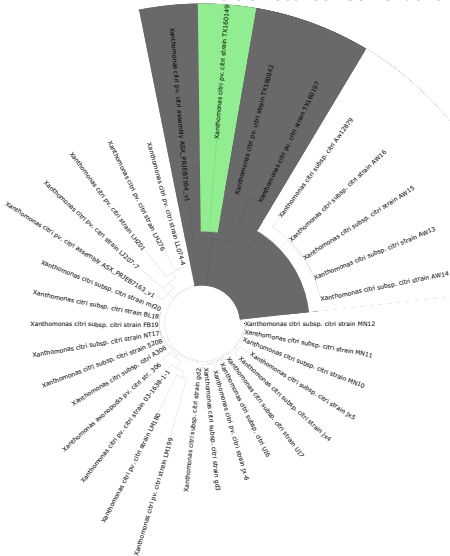 Xanthomonas citri pv. citri assembly ASX_PRJEB7164_v1
Xanthomonas citri pv. citri strain TX160149
Xanthomonas citri pv. citri strain TX160042
Xanthomonas citri pv. citri strain TX160197
Xanthomonas citri subsp. citri Aw12879
Xanthomonas citri subsp. citri strain AW16
Xanthomonas citri subsp. citri strain AW15
Xanthomonas citri subsp. citri strain AW13
Xanthomonas citri subsp. citri strain AW14
Xanthomonas citri subsp. citri strain MN12
Xanthomonas citri subsp. citri strain MN11
Xanthomonas citri subsp. citri strain MN10
Xanthomonas citri subsp. citri strain jx5
Xanthomonas citri subsp. citri strain jx4
Xanthomonas citri subsp. citri UI7
Xanthomonas citri subsp. citri UI6
Xanthomonas citri pv. citri strain jx-6
Xanthomonas citri subsp. citri strain gd3
Xanthomonas citri subsp. citri strain gd2
Xanthomonas citri pv. citri strain LM199
Xanthomonas citri pv. citri strain LM180
Xanthomonas citri pv. citri strain 03-1638-1-1
Xanthomonas axonopodis pv. citri str. 306
Xanthomonas citri subsp. citri A306
Xanthomonas citri subsp. citri strain 5208
Xanthomonas citri subsp. citri strain NT17
Xanthomonas citri subsp. citri strain FB19
Xanthomonas citri subsp. citri strain BL18
Xanthomonas citri subsp. citri strain mf20
Xanthomonas citri pv. citri assembly ASX_PRJEB7163_v1
Xanthomonas citri pv. citri strain LJ207-7
Xanthomonas citri pv. citri strain LH201
Xanthomonas citri pv. citri strain LH276
Xanthomonas citri pv. citri strain LL074-4